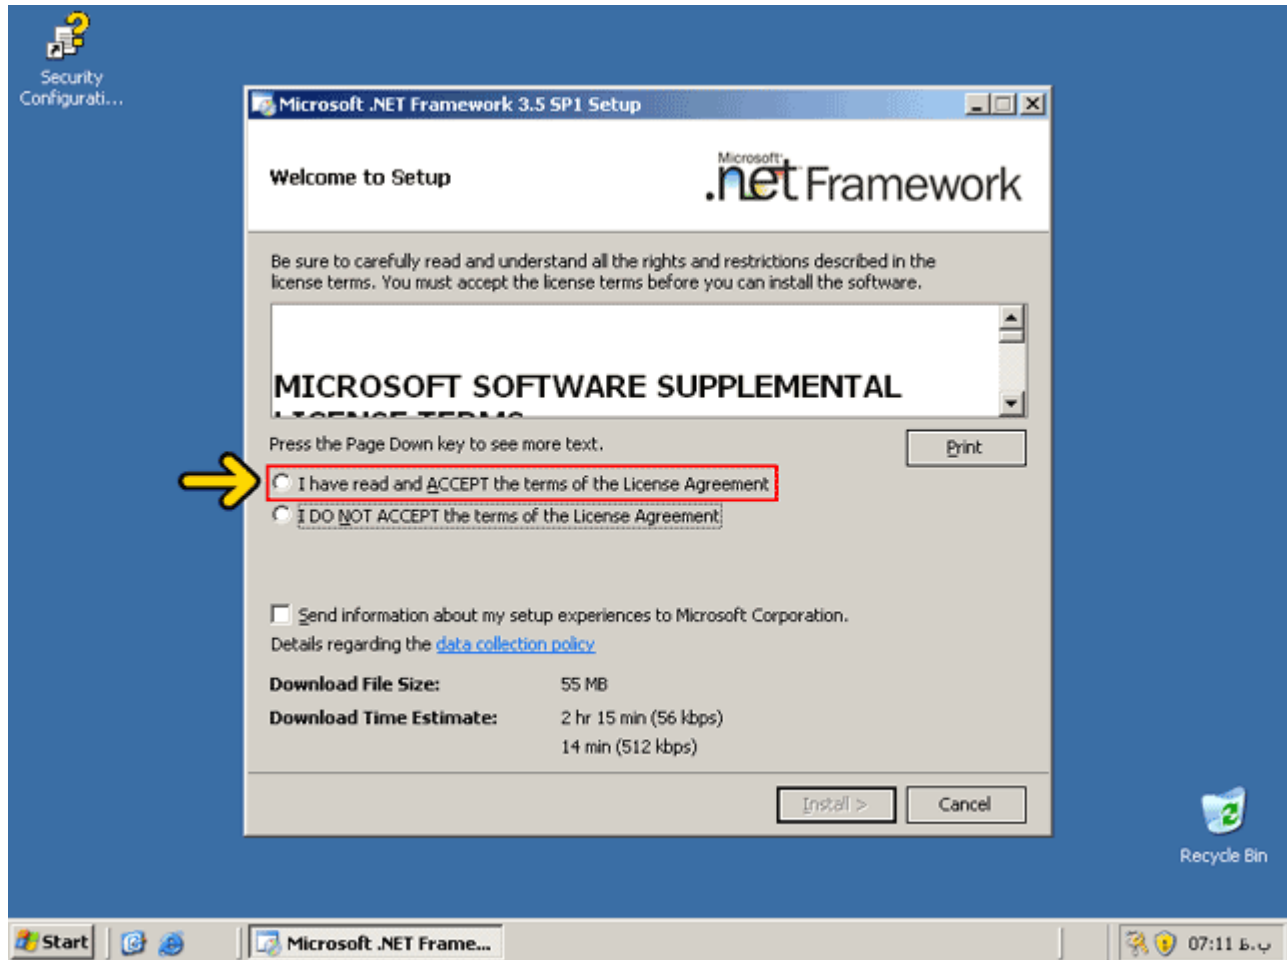 Security
Configurati...
Microsoft .NET Framework 3.5 SP1 Setup
Welcome to Setup
Microsoft
.net Framework
Be sure to carefully read and understand all the rights and restrictions described in the
license terms. You must accept the license terms before you can install the software.
MICROSOFT SOFTWARE SUPPLEMENTAL
LICENSE TERMS
Press the Page Down key to see more text.
Print
I have read and ACCEPT the terms of the License Agreement
I DO NOT ACCEPT the terms of the License Agreement
Send information about my setup experiences to Microsoft Corporation.
Details regarding the data collection policy
Download File Size: 55 MB
Download Time Estimate: 2 hr 15 min (56 kbps)
14 min (512 kbps)
Install >
Cancel
Recycle Bin
Start
Microsoft .NET Frame...
07:11 ب.ظ